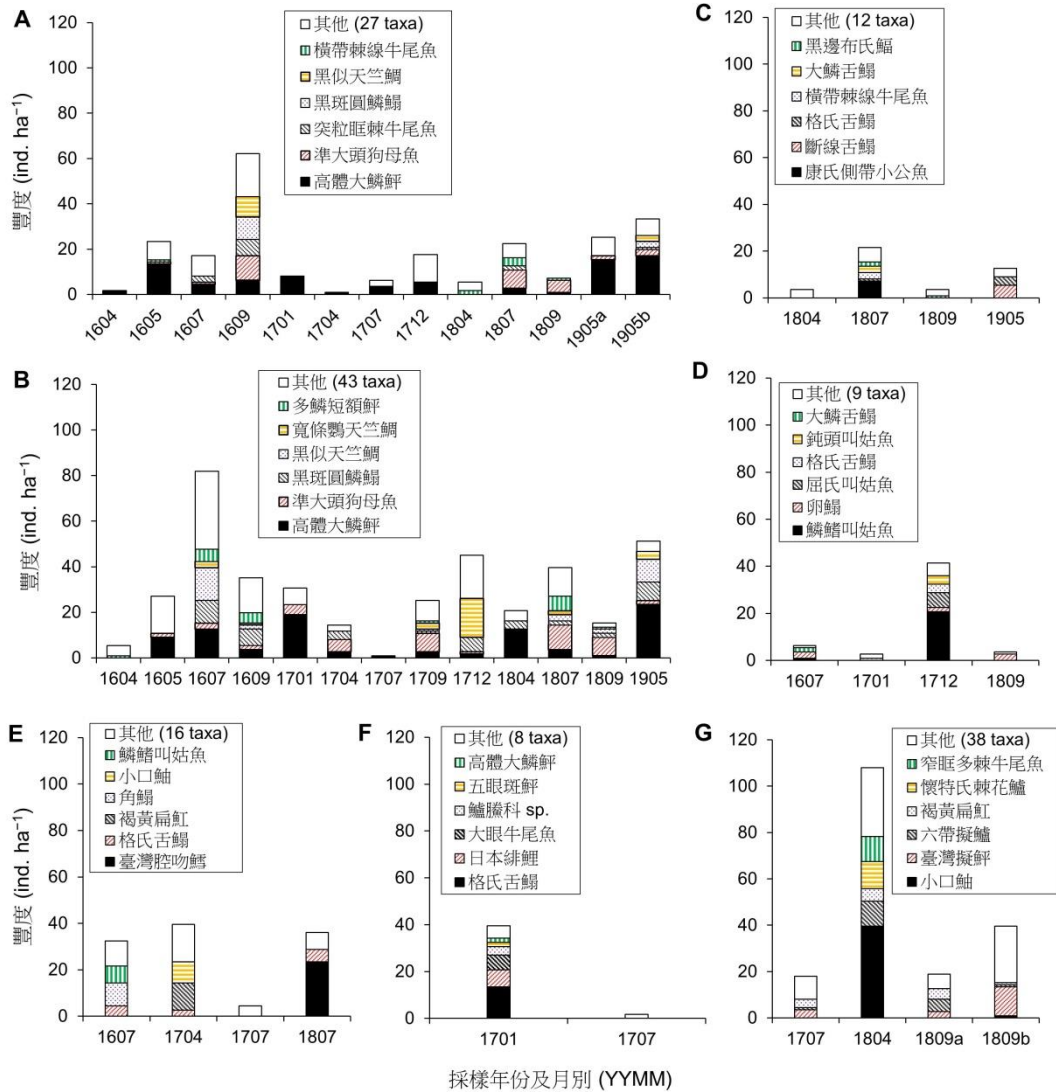 A
120
100
80
60
40
20
0
豐度 (ind. ha⁻¹)
其他 (27 taxa)
橫帶棘線牛尾魚
黑似天竺鯛
黑斑圓鱗鰨
突粒眶棘牛尾魚
準大頭狗母魚
高體大鱗鮃
1604 1605 1607 1609 1701 1704 1707 1712 1804 1807 1809 1905a 1905b
C
120
100
80
60
40
20
0
其他 (12 taxa)
黑邊布氏鰏
大鱗舌鰨
橫帶棘線牛尾魚
格氏舌鰨
斷線舌鰨
康氏側帶小公魚
1804 1807 1809 1905
B
120
100
80
60
40
20
0
豐度 (ind. ha⁻¹)
其他 (43 taxa)
多鱗短額鮃
寬條鸚天竺鯛
黑似天竺鯛
黑斑圓鱗鰨
準大頭狗母魚
高體大鱗鮃
1604 1605 1607 1609 1701 1704 1707 1709 1712 1804 1807 1809 1905
D
120
100
80
60
40
20
0
其他 (9 taxa)
大鱗舌鰨
鈍頭叫姑魚
格氏舌鰨
屈氏叫姑魚
卵鰨
鱗鰭叫姑魚
1607 1701 1712 1809
E
120
100
80
60
40
20
0
豐度 (ind. ha⁻¹)
其他 (16 taxa)
鱗鰭叫姑魚
小口鮋
角鰨
褐黃扁魟
格氏舌鰨
臺灣腔吻鱈
1607 1704 1707 1807
F
120
100
80
60
40
20
0
其他 (8 taxa)
高體大鱗鮃
五眼斑鮃
鱸騰科 sp.
大眼牛尾魚
日本緋鯉
格氏舌鰨
1701 1707
G
120
100
80
60
40
20
0
其他 (38 taxa)
窄眶多棘牛尾魚
懷特氏棘花鱸
褐黃扁魟
六帶擬鱸
臺灣擬鮃
小口鮋
1707 1804 1809a 1809b
採樣年份及月別 (YYMM)